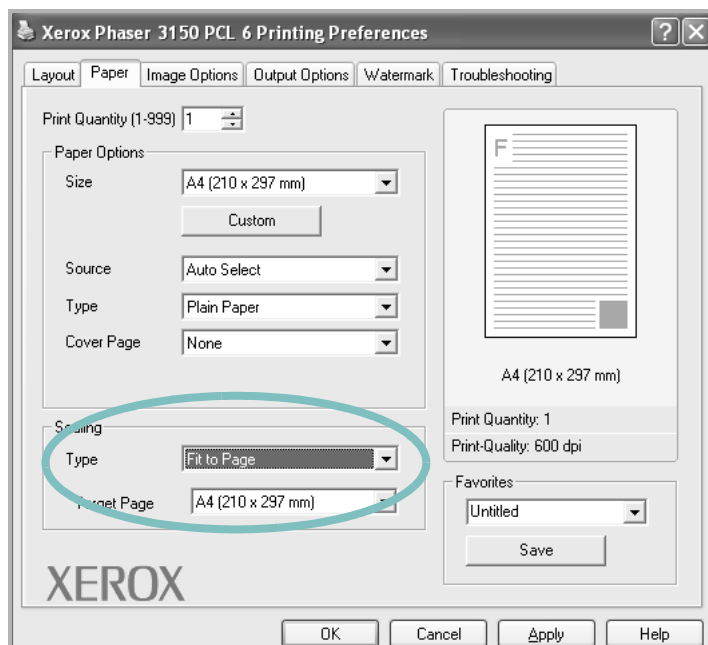 Xerox Phaser 3150 PCL 6 Printing Preferences
Layout Paper Image Options Output Options Watermark Troubleshooting
Print Quantity (1-999) 1
Paper Options
Size A4 (210 x 297 mm)
Custom
Source Auto Select
Type Plain Paper
Cover Page None
Scaling
Type Fit to Page
Target Page A4 (210 x 297 mm)
XEROX
F
A4 (210 x 297 mm)
Print Quantity: 1
Print-Quality: 600 dpi
Favorites
Untitled
Save
OK Cancel Apply Help